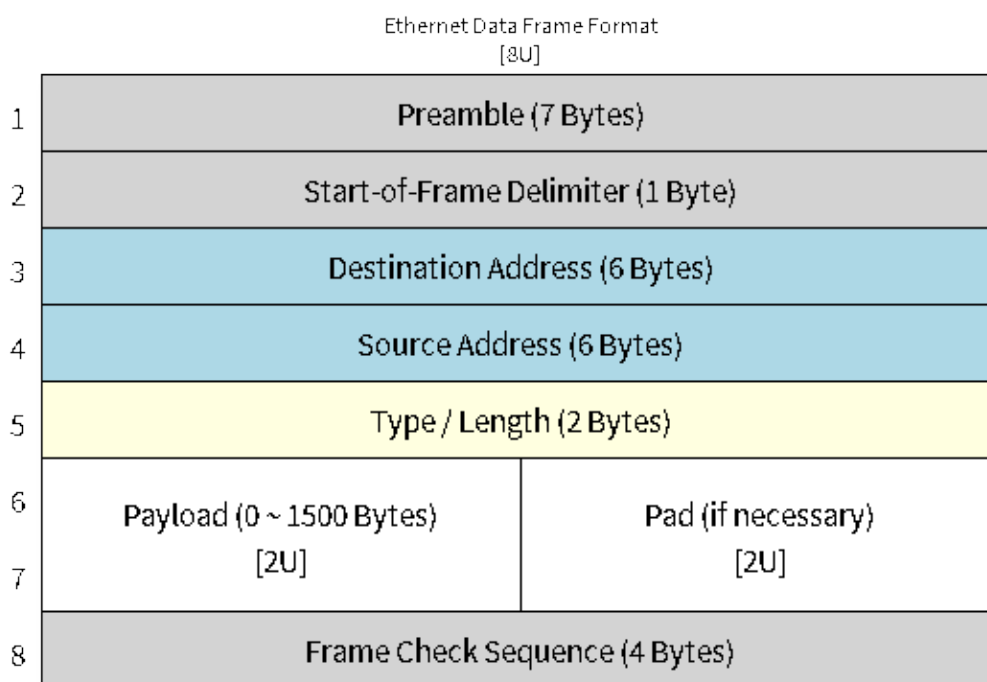 Ethernet Data Frame Format
[8U]
1
Preamble (7 Bytes)
2
Start-of-Frame Delimiter (1 Byte)
3
Destination Address (6 Bytes)
4
Source Address (6 Bytes)
5
Type / Length (2 Bytes)
6
Payload (0 ~ 1500 Bytes)
[2U]
Pad (if necessary)
[2U]
7
8
Frame Check Sequence (4 Bytes)